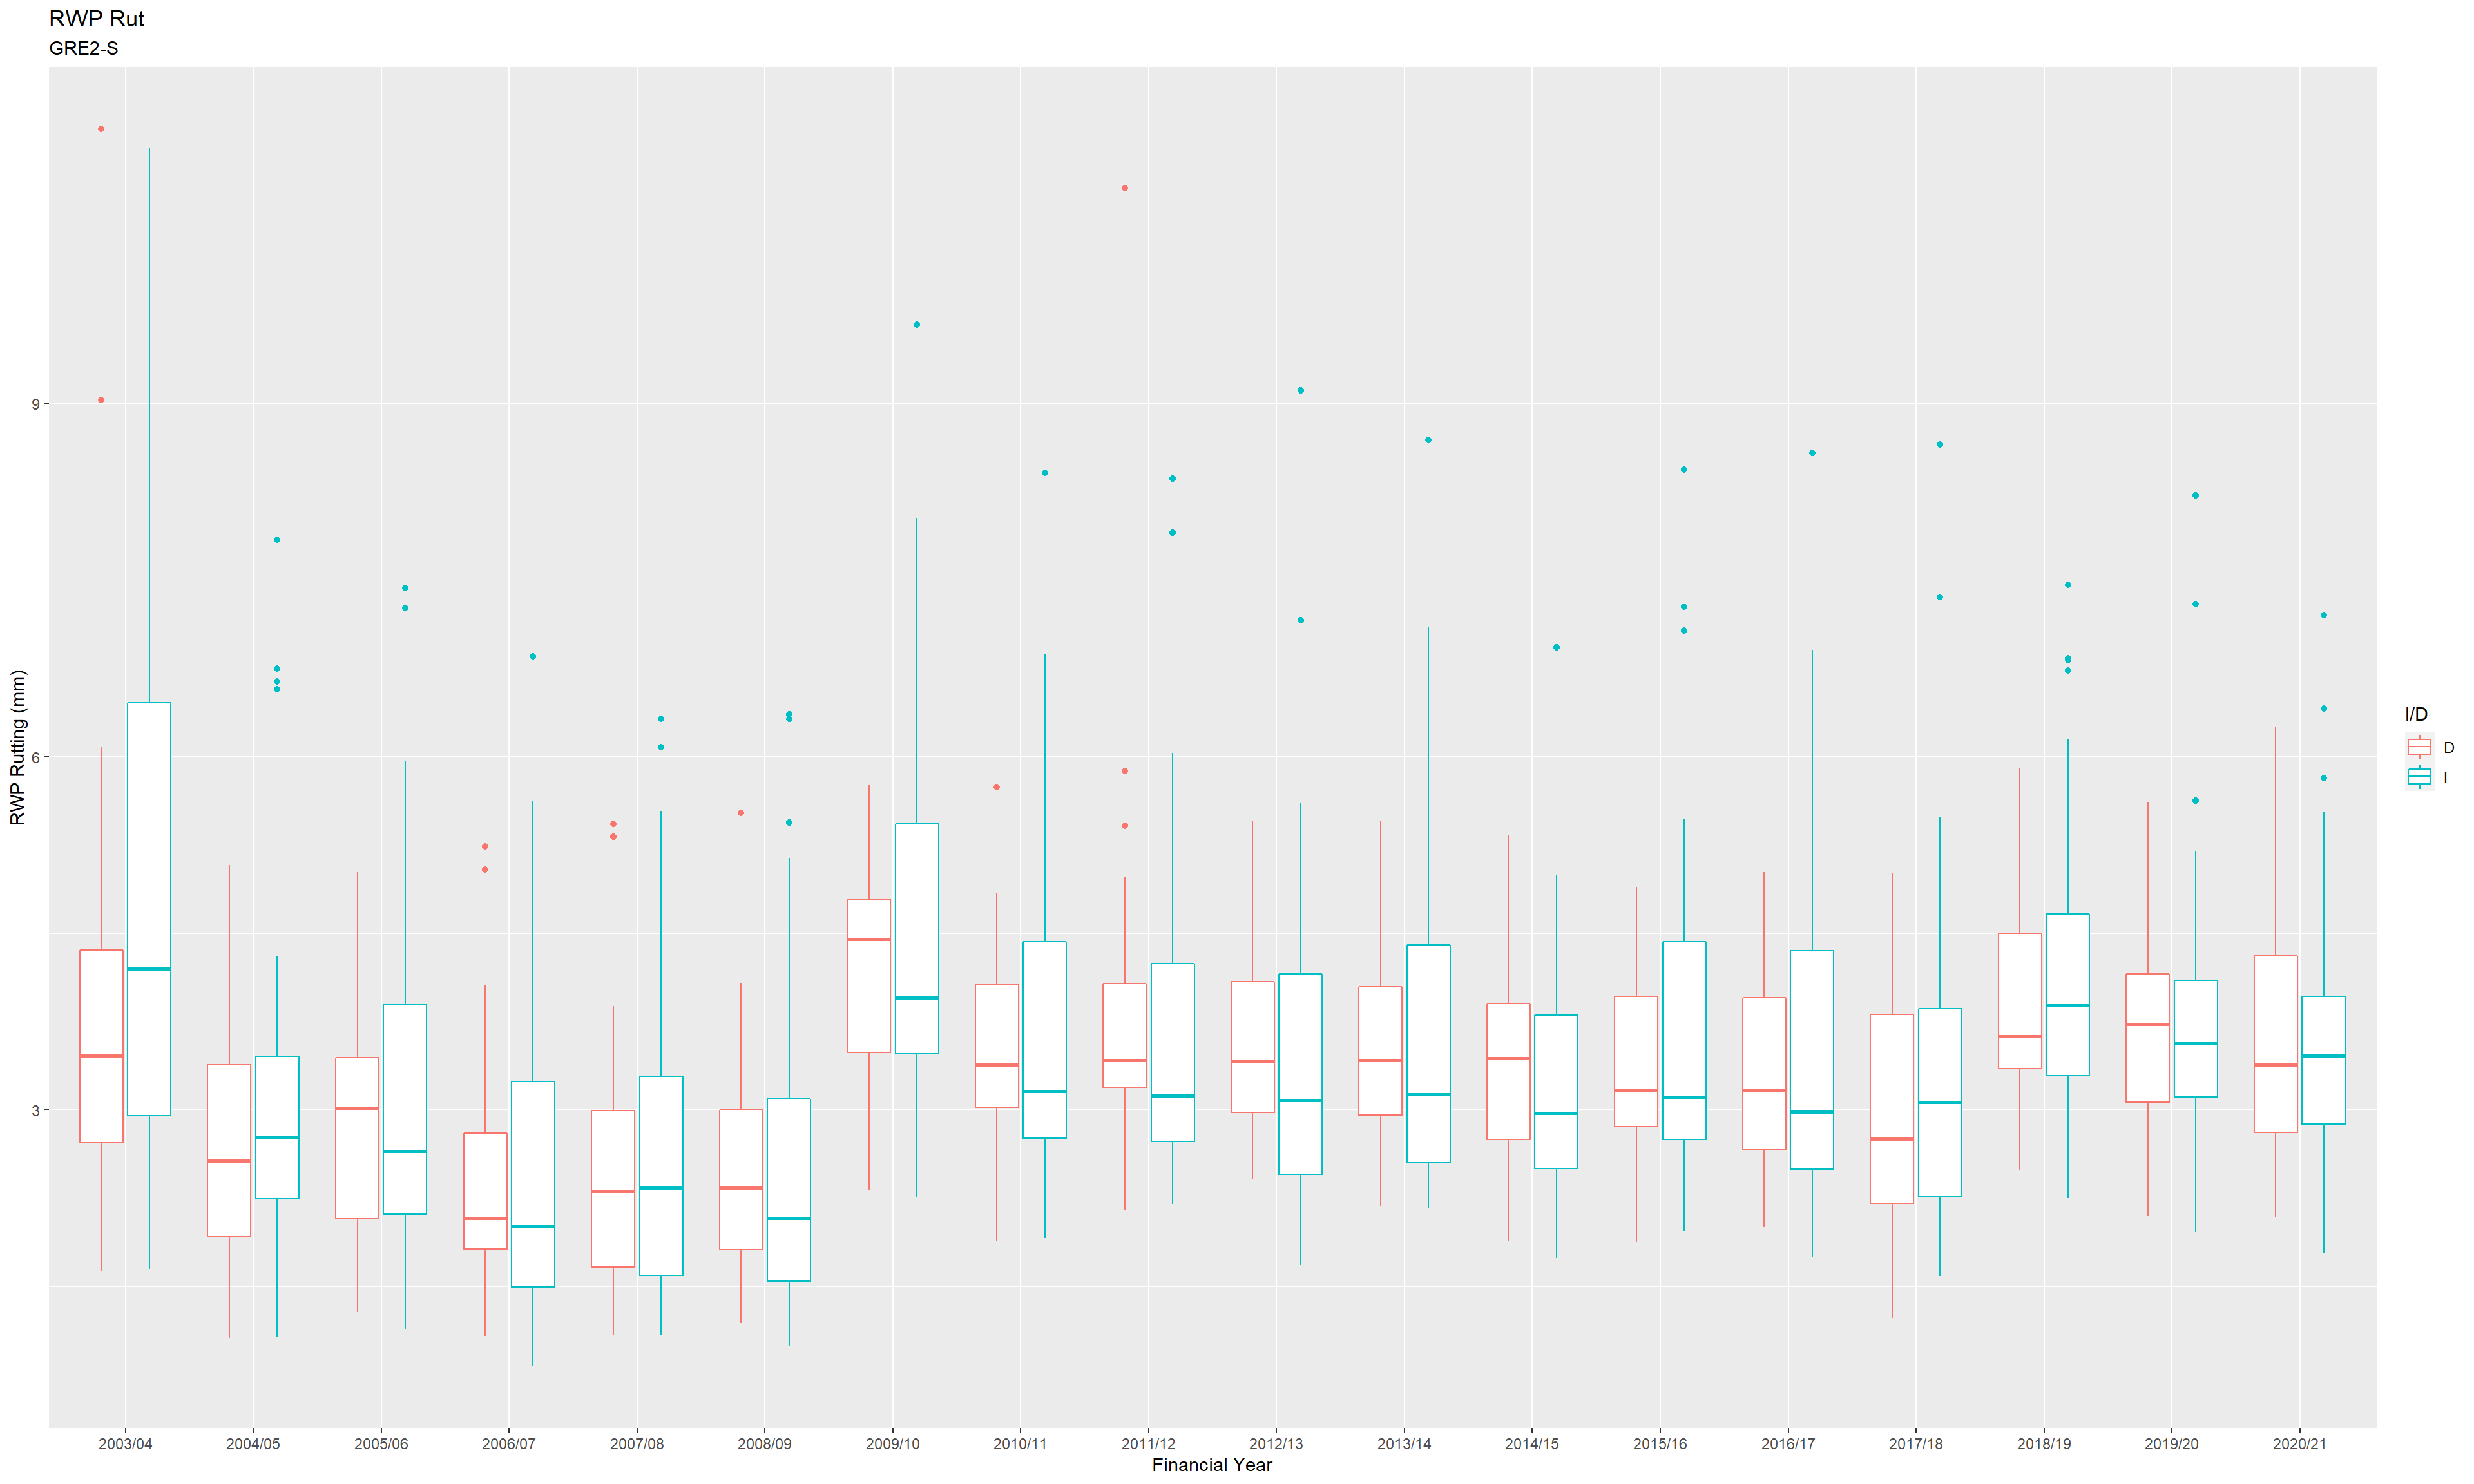 RWP Rut
GRE2-S
RWP Rutting (mm)
9
6
3
2003/04 2004/05 2005/06 2006/07 2007/08 2008/09 2009/10 2010/11 2011/12 2012/13 2013/14 2014/15 2015/16 2016/17 2017/18 2018/19 2019/20 2020/21
Financial Year
I/D
D
I